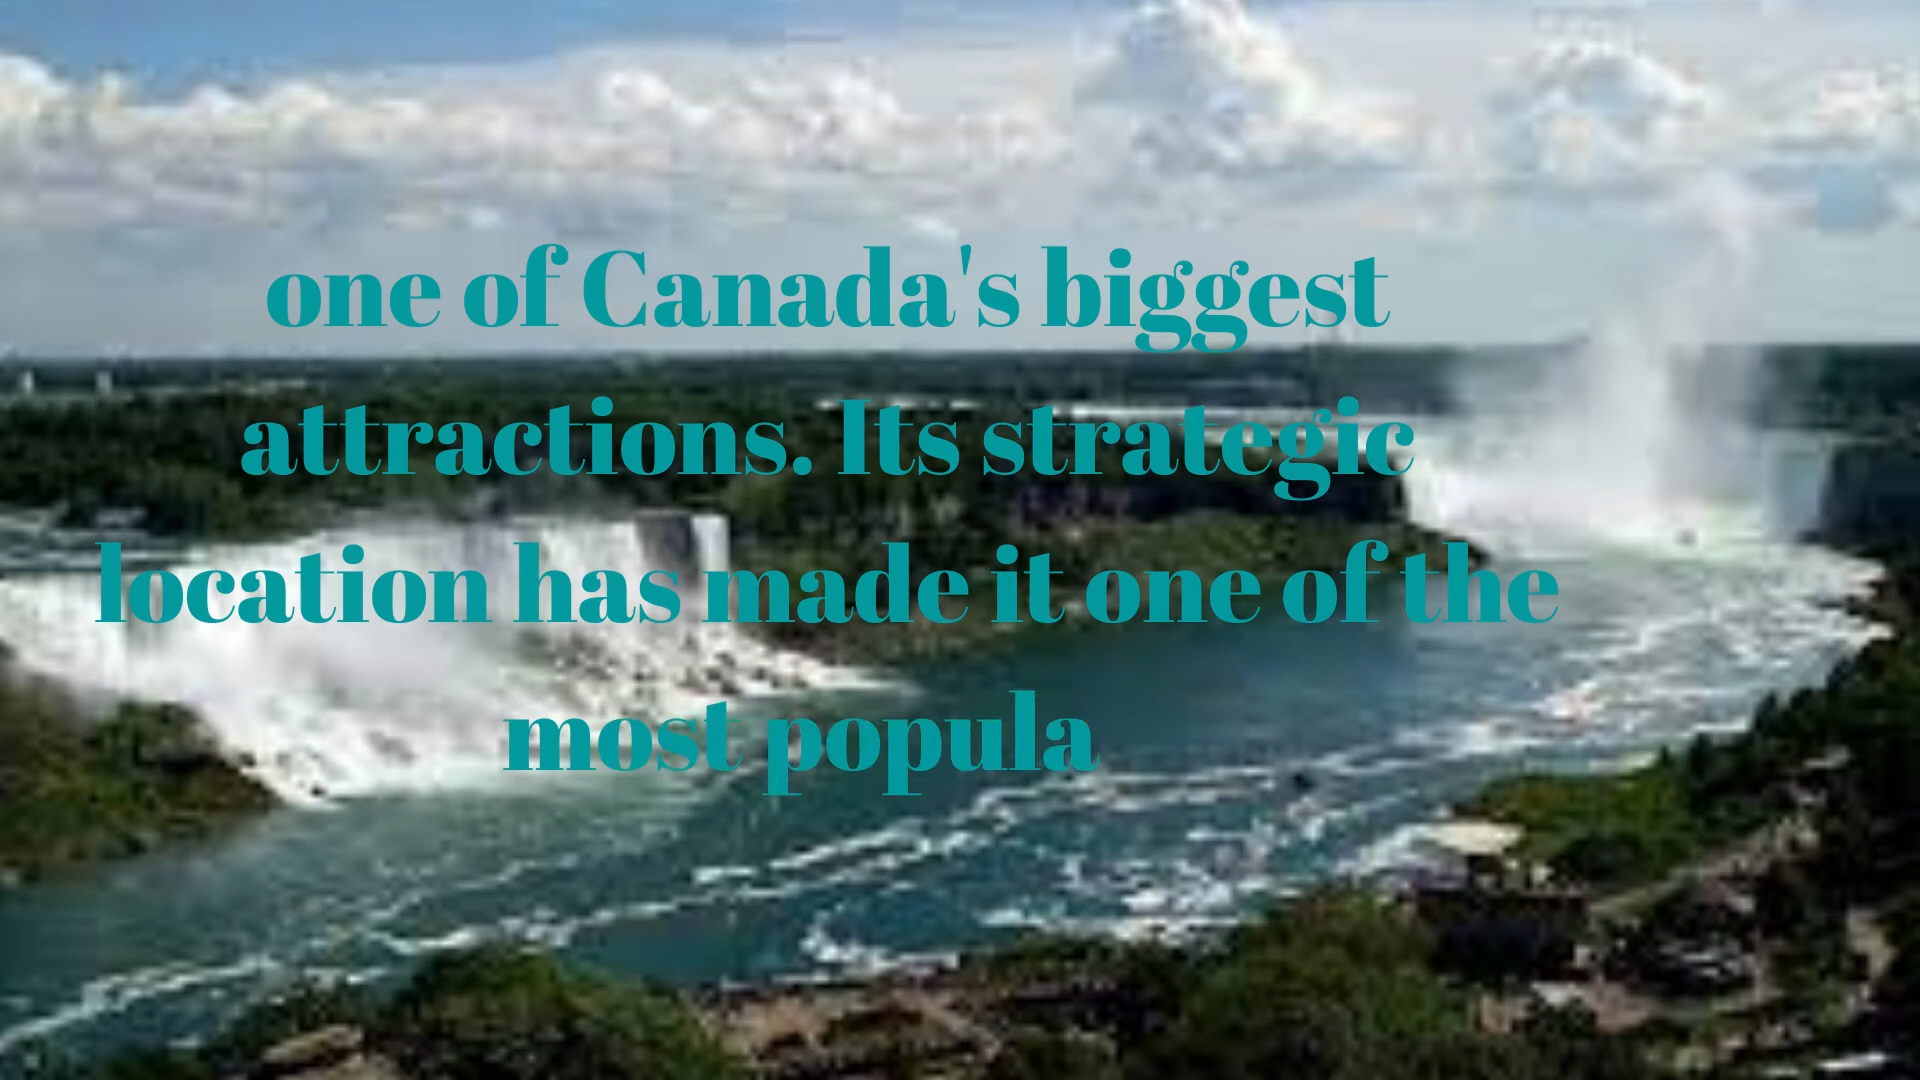 one of Canada's biggest
attractions. Its strategic
location has made it one of the
most popula